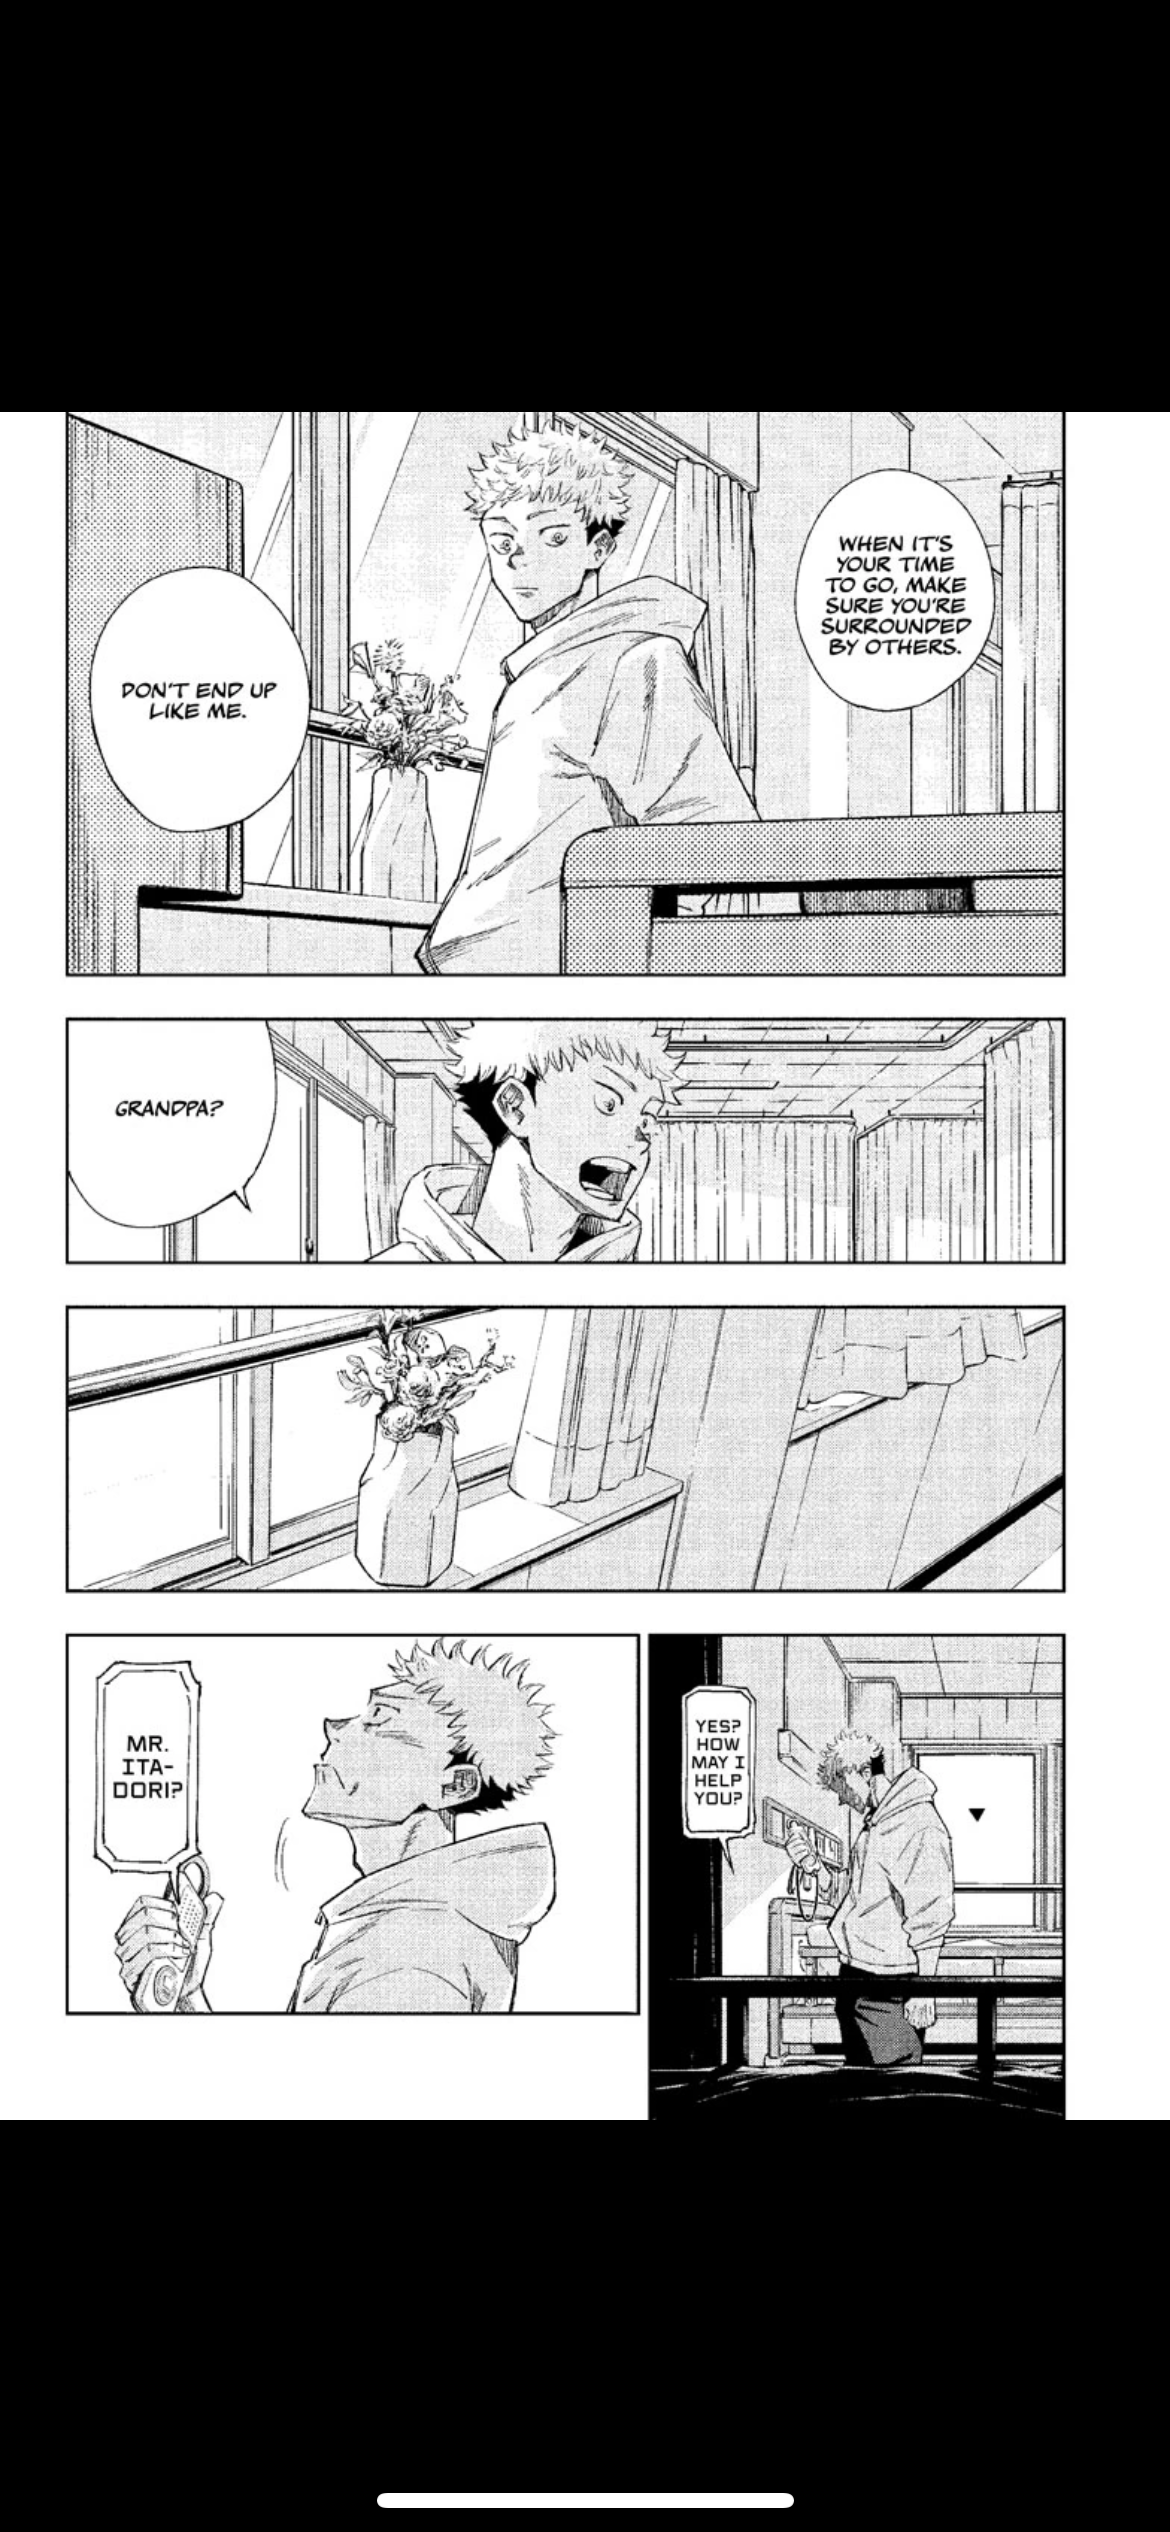 WHEN IT'S
YOUR TIME
TO GO, MAKE
SURE YOU'RE
SURROUNDED
BY OTHERS.
DON'T END UP
LIKE ME.
GRANDPA?
YES?
HOW
MAY I
HELP
YOU?
MR.
ITA-
DORI?